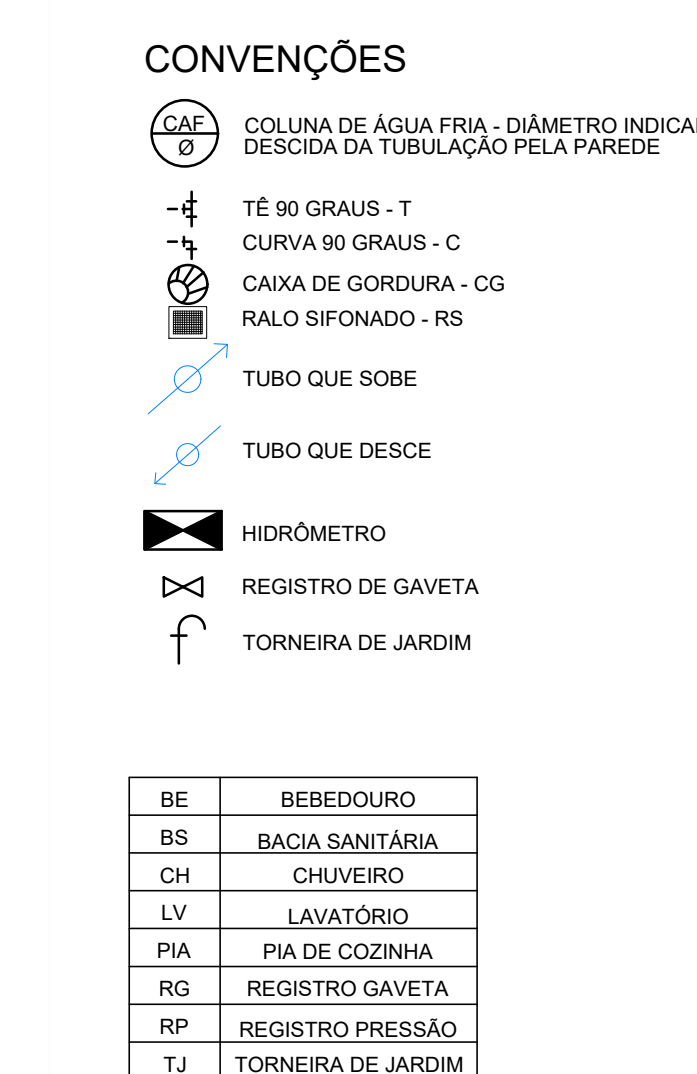 CONVENÇÕES
CAF
Ø
COLUNA DE ÁGUA FRIA - DIÂMETRO
DESCIDA DA TUBULAÇÃO PELA PAREDE
TÊ 90 GRAUS - T
CURVA 90 GRAUS - C
CAIXA DE GORDURA - CG
RALO SIFONADO - RS
TUBO QUE SOBE
TUBO QUE DESCE
HIDRÔMETRO
REGISTRO DE GAVETA
TORNEIRA DE JARDIM
BE BEBEDOURO
BS BACIA SANITÁRIA
CH CHUVEIRO
LV LAVATÓRIO
PIA PIA DE COZINHA
RG REGISTRO GAVETA
RP REGISTRO PRESSÃO
TJ TORNEIRA DE JARDIM